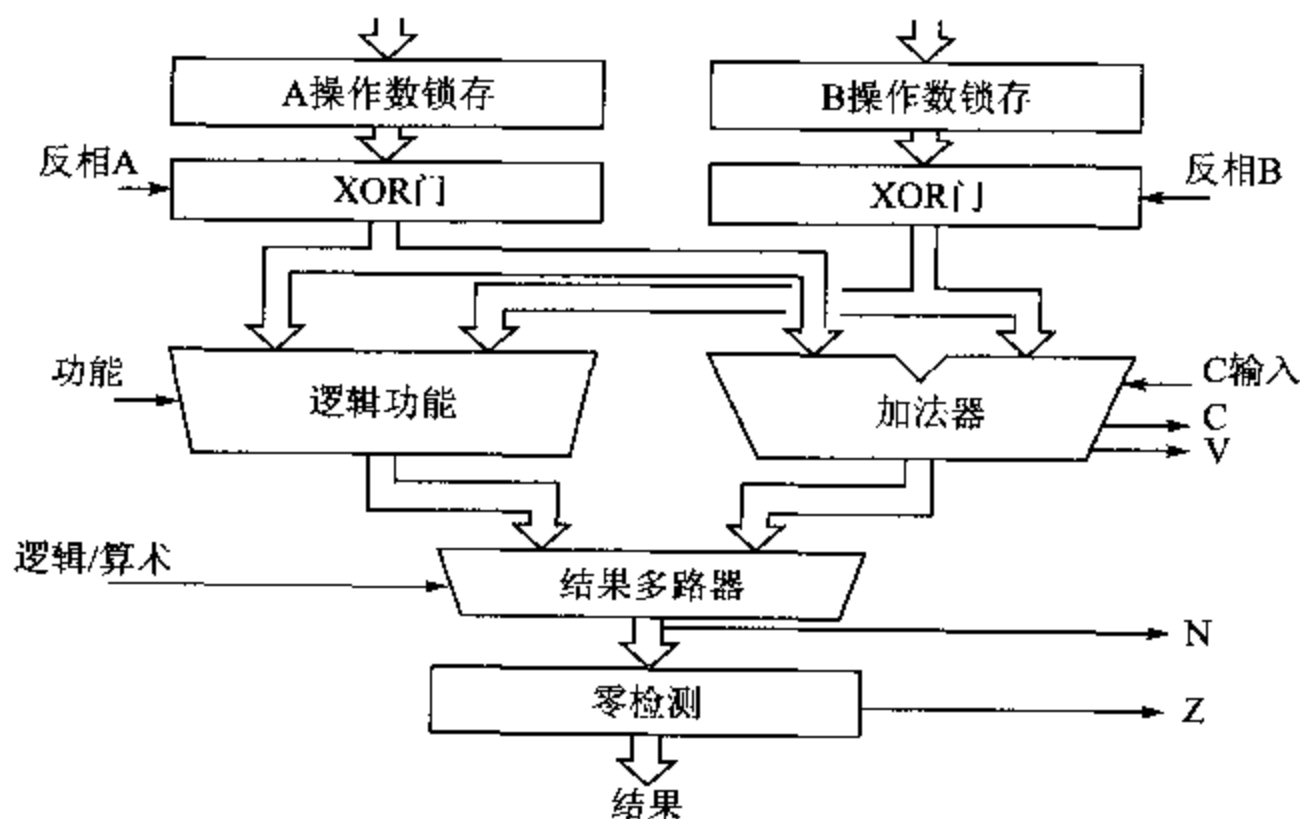 A操作数锁存
B操作数锁存
反相A
XOR门
XOR门
反相B
功能
逻辑功能
加法器
C输入
C
V
逻辑/算术
结果多路器
N
零检测
Z
结果